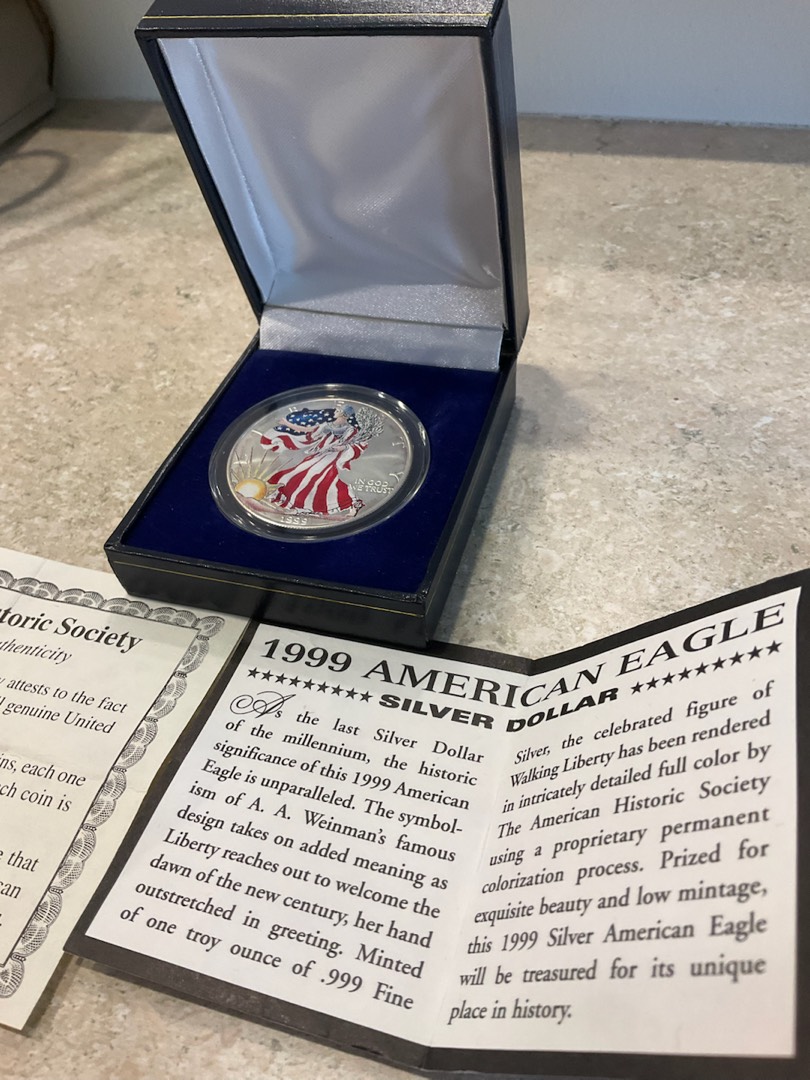 IN GOD
WE TRUST
1999
toric Society
uthenticity
attests to the fact
genuine United
ins, each one
ch coin is
e that
can
1999 AMERICAN EAGLE
★★★★★★★★★ SILVER DOLLAR ★★★★★★★★★
As the last Silver Dollar
of the millennium, the historic
significance of this 1999 American
Eagle is unparalleled. The symbol-
ism of A. A. Weinman's famous
design takes on added meaning as
Liberty reaches out to welcome the
dawn of the new century, her hand
outstretched in greeting. Minted
of one troy ounce of .999 Fine
Silver, the celebrated figure of
Walking Liberty has been rendered
in intricately detailed full color by
The American Historic Society
using a proprietary permanent
colorization process. Prized for
exquisite beauty and low mintage,
this 1999 Silver American Eagle
will be treasured for its unique
place in history.